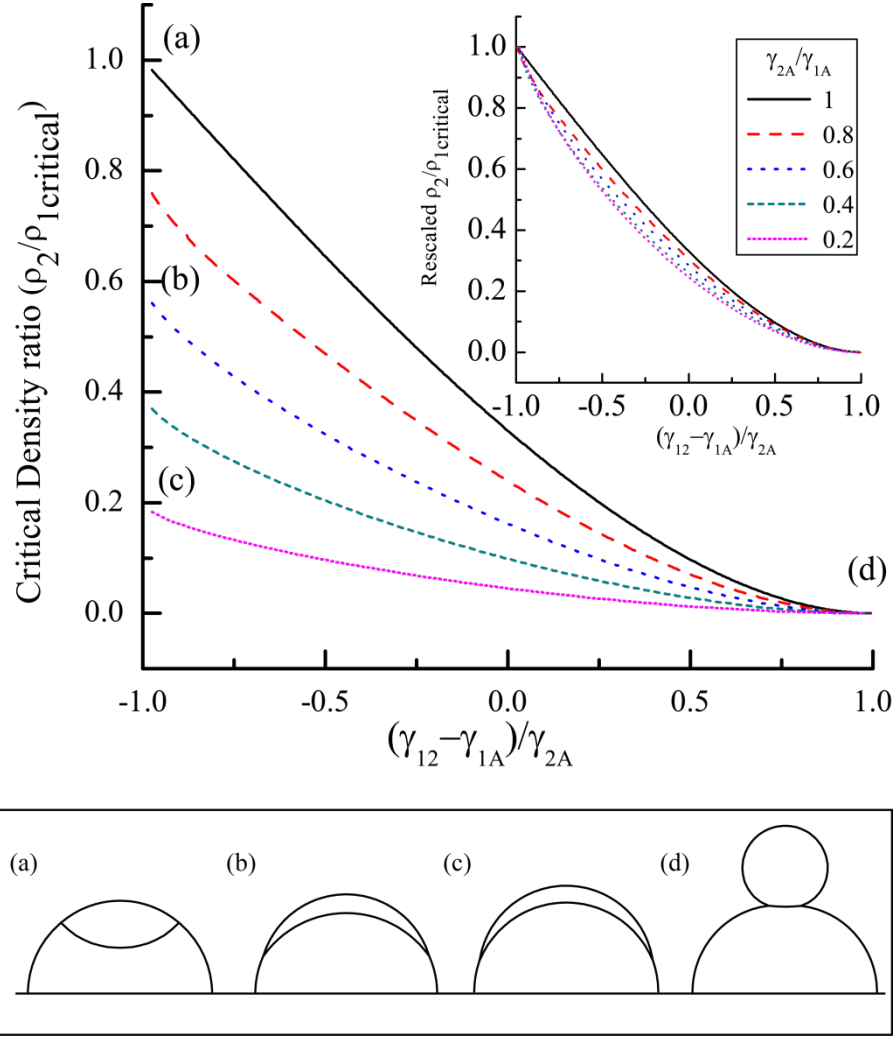 (a)
(b)
(c)
(d)
Critical Density ratio (ρ₂/ρ₁critical)
1.0
0.8
0.6
0.4
0.2
0.0
-1.0 -0.5 0.0 0.5 1.0
(γ₁₂−γ₁A)/γ₂A
Rescaled ρ₂/ρ₁critical
1.0
0.8
0.6
0.4
0.2
0.0
-1.0 -0.5 0.0 0.5 1.0
(γ₁₂−γ₁A)/γ₂A
γ₂A/γ₁A
1
0.8
0.6
0.4
0.2
(a) (b) (c) (d)